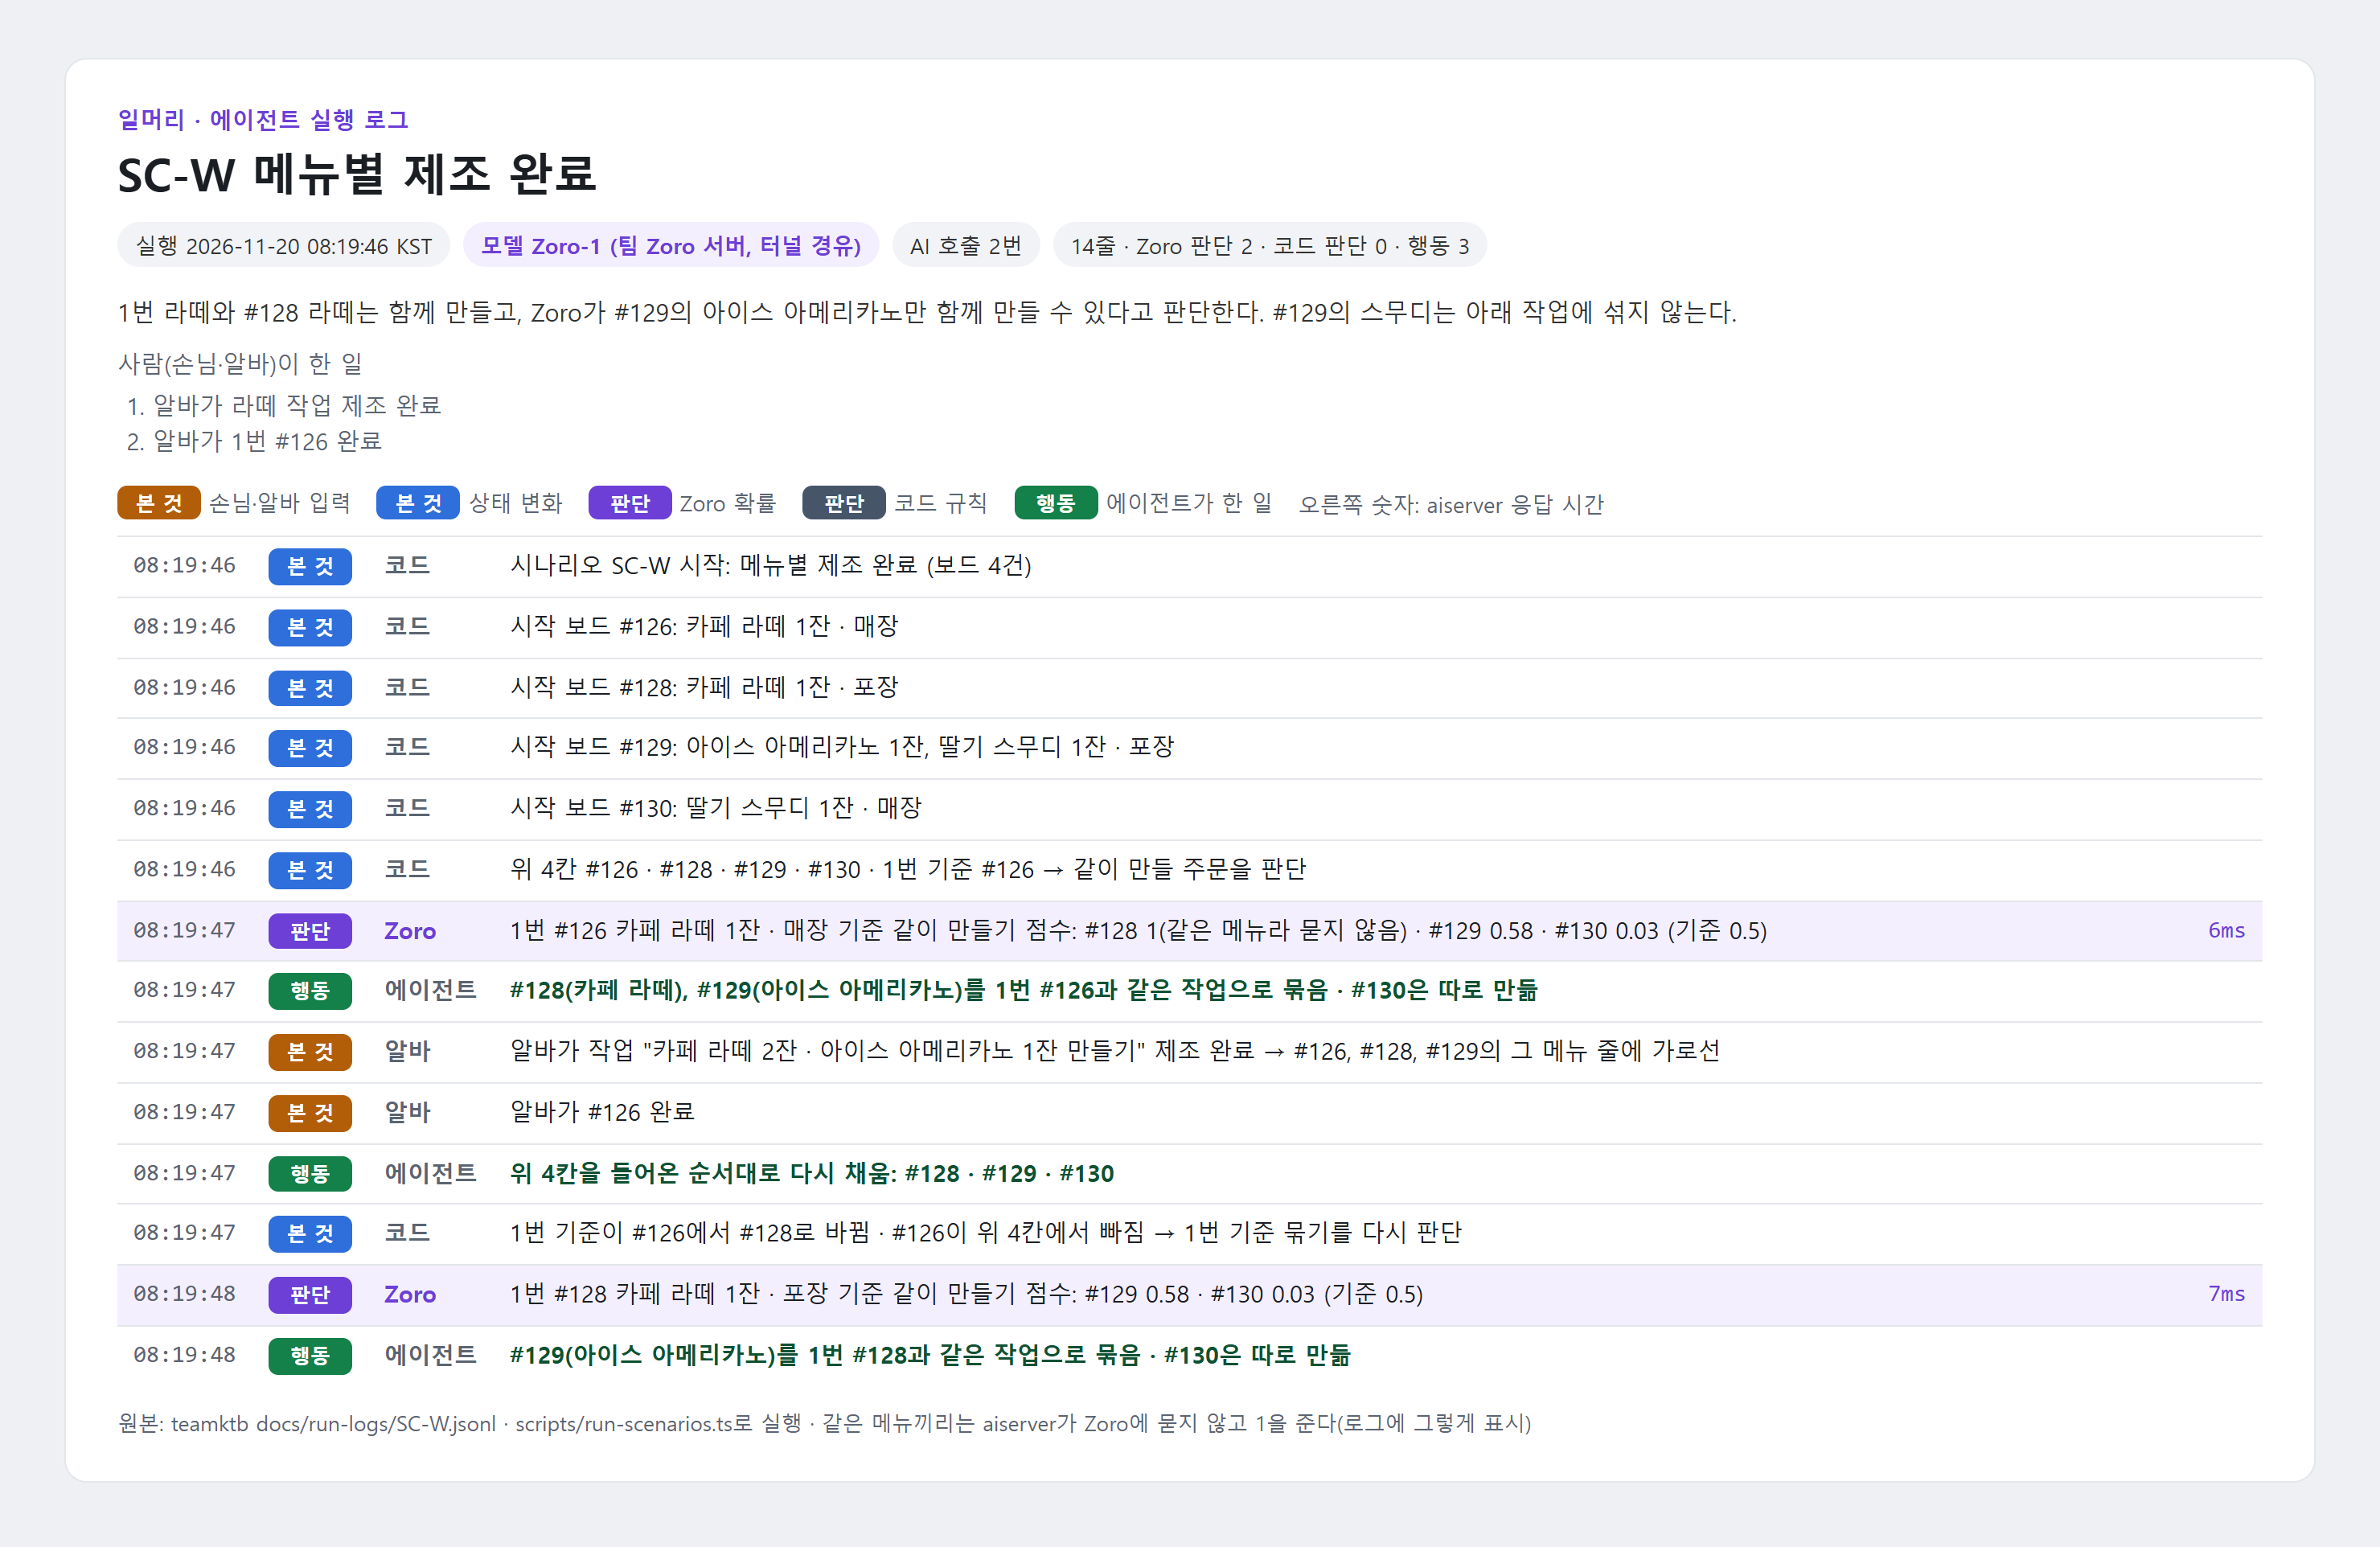 일머리 · 에이전트 실행 로그
SC-W 메뉴별 제조 완료
실행 2026-11-20 08:19:46 KST 모델 Zoro-1 (팀 Zoro 서버, 터널 경유) AI 호출 2번 14줄 · Zoro 판단 2 · 코드 판단 0 · 행동 3
1번 라떼와 #128 라떼는 함께 만들고, Zoro가 #129의 아이스 아메리카노만 함께 만들 수 있다고 판단한다. #129의 스무디는 아래 작업에 섞지 않는다.
사람(손님·알바)이 한 일
1. 알바가 라떼 작업 제조 완료
2. 알바가 1번 #126 완료
본 것 손님·알바 입력 본 것 상태 변화 판단 Zoro 확률 판단 코드 규칙 행동 에이전트가 한 일 오른쪽 숫자: aiserver 응답 시간
08:19:46 본 것 코드 시나리오 SC-W 시작: 메뉴별 제조 완료 (보드 4건)
08:19:46 본 것 코드 시작 보드 #126: 카페 라떼 1잔 · 매장
08:19:46 본 것 코드 시작 보드 #128: 카페 라떼 1잔 · 포장
08:19:46 본 것 코드 시작 보드 #129: 아이스 아메리카노 1잔, 딸기 스무디 1잔 · 포장
08:19:46 본 것 코드 시작 보드 #130: 딸기 스무디 1잔 · 매장
08:19:46 본 것 코드 위 4칸 #126 · #128 · #129 · #130 · 1번 기준 #126 → 같이 만들 주문을 판단
08:19:47 판단 Zoro 1번 #126 카페 라떼 1잔 · 매장 기준 같이 만들기 점수: #128 1(같은 메뉴라 묻지 않음) · #129 0.58 · #130 0.03 (기준 0.5) 6ms
08:19:47 행동 에이전트 #128(카페 라떼), #129(아이스 아메리카노)를 1번 #126과 같은 작업으로 묶음 · #130은 따로 만듦
08:19:47 본 것 알바 알바가 작업 "카페 라떼 2잔 · 아이스 아메리카노 1잔 만들기" 제조 완료 → #126, #128, #129의 그 메뉴 줄에 가로선
08:19:47 본 것 알바 알바가 #126 완료
08:19:47 행동 에이전트 위 4칸을 들어온 순서대로 다시 채움: #128 · #129 · #130
08:19:47 본 것 코드 1번 기준이 #126에서 #128로 바뀜 · #126이 위 4칸에서 빠짐 → 1번 기준 묶기를 다시 판단
08:19:48 판단 Zoro 1번 #128 카페 라떼 1잔 · 포장 기준 같이 만들기 점수: #129 0.58 · #130 0.03 (기준 0.5) 7ms
08:19:48 행동 에이전트 #129(아이스 아메리카노)를 1번 #128과 같은 작업으로 묶음 · #130은 따로 만듦
원본: teamktb docs/run-logs/SC-W.jsonl · scripts/run-scenarios.ts로 실행 · 같은 메뉴끼리는 aiserver가 Zoro에 묻지 않고 1을 준다(로그에 그렇게 표시)